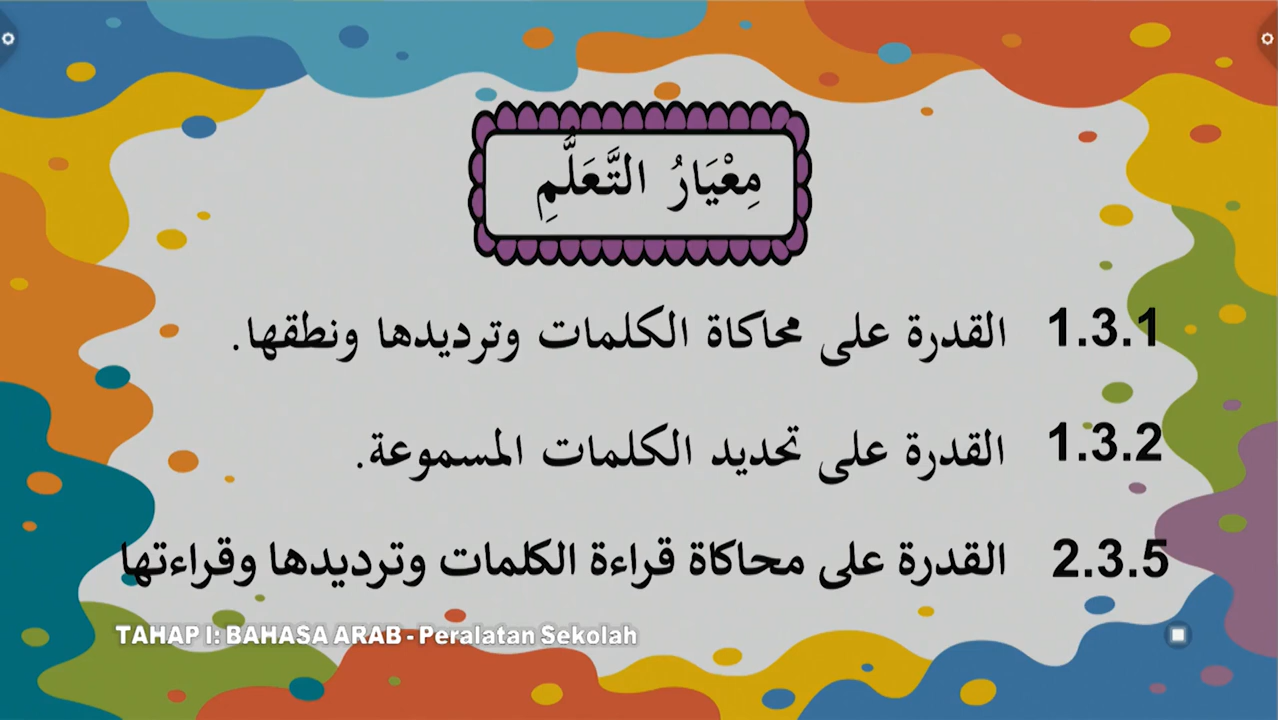 مِعْيَارُ التَّعَلُّمِ
1.3.1 القدرة على محاكاة الكلمات وترديدها ونطقها.
1.3.2 القدرة على تحديد الكلمات المسموعة.
2.3.5 القدرة على محاكاة قراءة الكلمات وترديدها وقراءتها
TAHAP I: BAHASA ARAB - Peralatan Sekolah